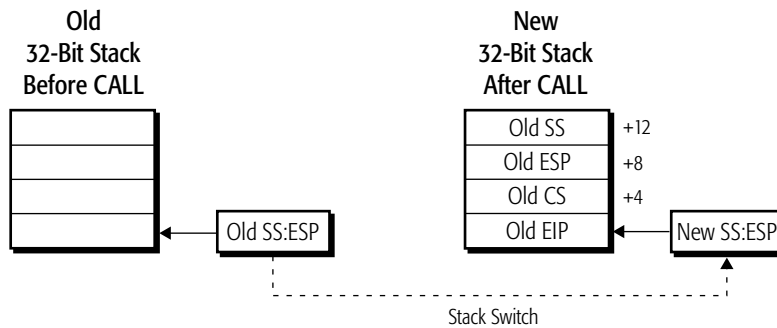 Old
32-Bit Stack
Before CALL
New
32-Bit Stack
After CALL
Old SS +12
Old ESP +8
Old CS +4
Old SS:ESP
Old EIP
New SS:ESP
Stack Switch